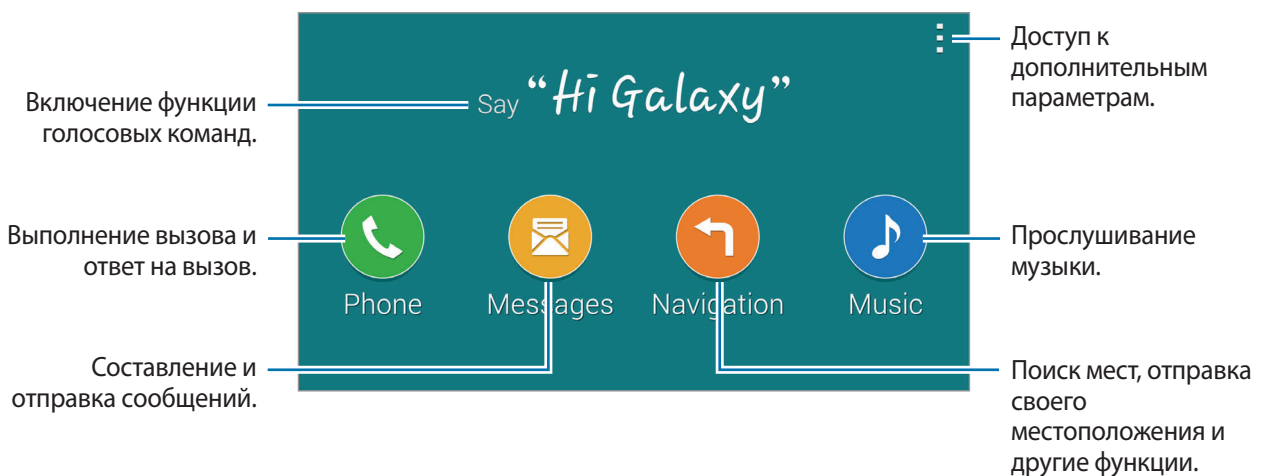 Доступ к
дополнительным
параметрам.
Включение функции
голосовых команд.
Say “Hi Galaxy”
Выполнение вызова и
ответ на вызов.
Прослушивание
музыки.
Phone
Messages
Navigation
Music
Составление и
отправка сообщений.
Поиск мест, отправка
своего
местоположения и
другие функции.